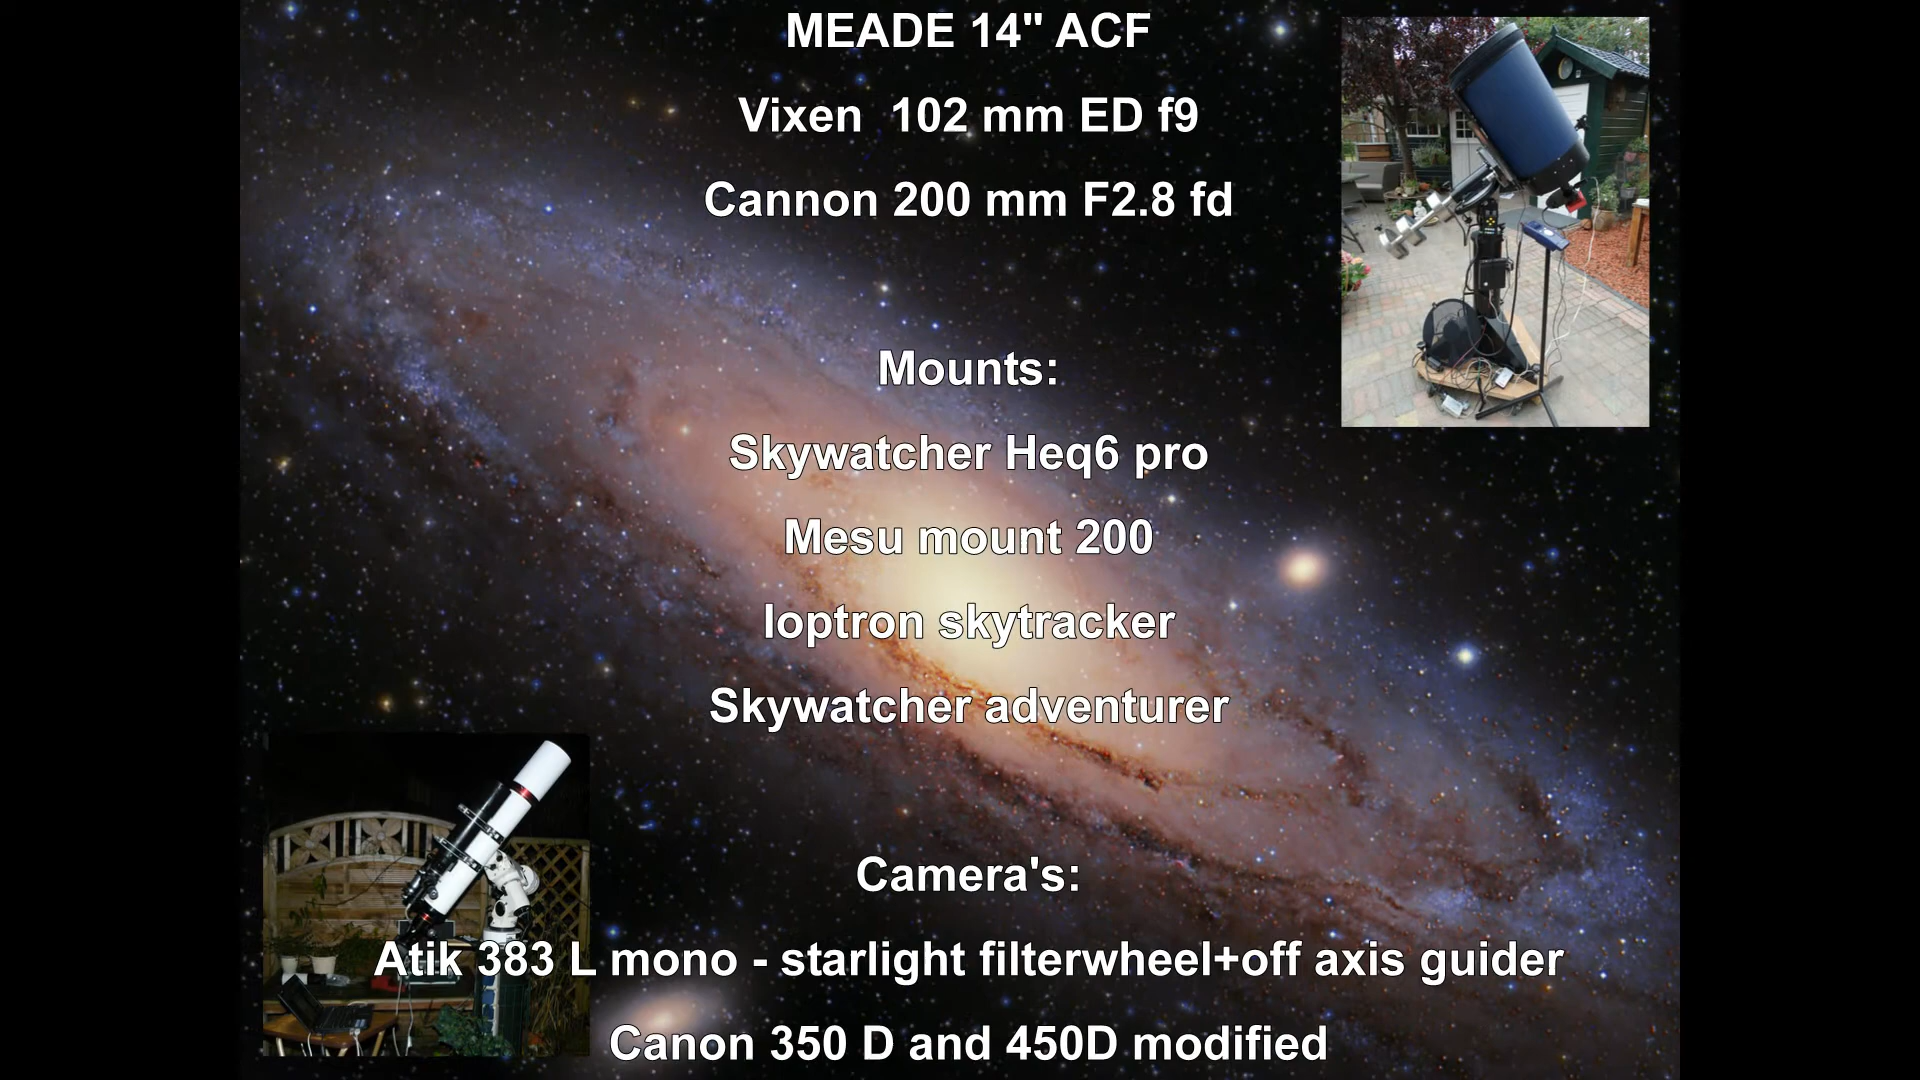 MEADE 14" ACF
Vixen  102 mm ED f9
Cannon 200 mm F2.8 fd
Mounts:
Skywatcher Heq6 pro
Mesu mount 200
Ioptron skytracker
Skywatcher adventurer
Camera's:
Atik 383 L mono - starlight filterwheel+off axis guider
Canon 350 D and 450D modified